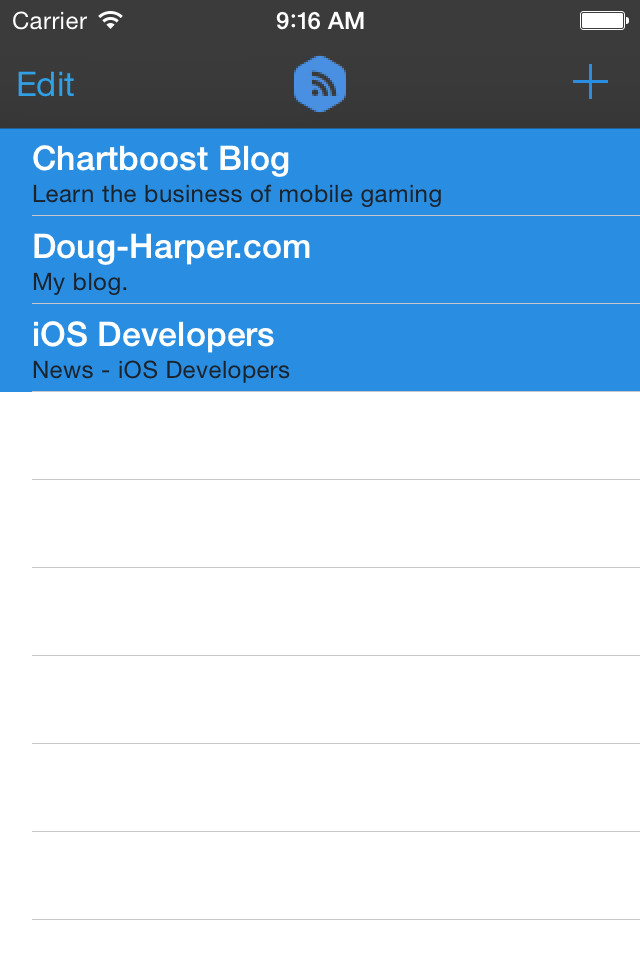 Carrier 9:16 AM
Edit
Chartboost Blog
Learn the business of mobile gaming
Doug-Harper.com
My blog.
iOS Developers
News - iOS Developers